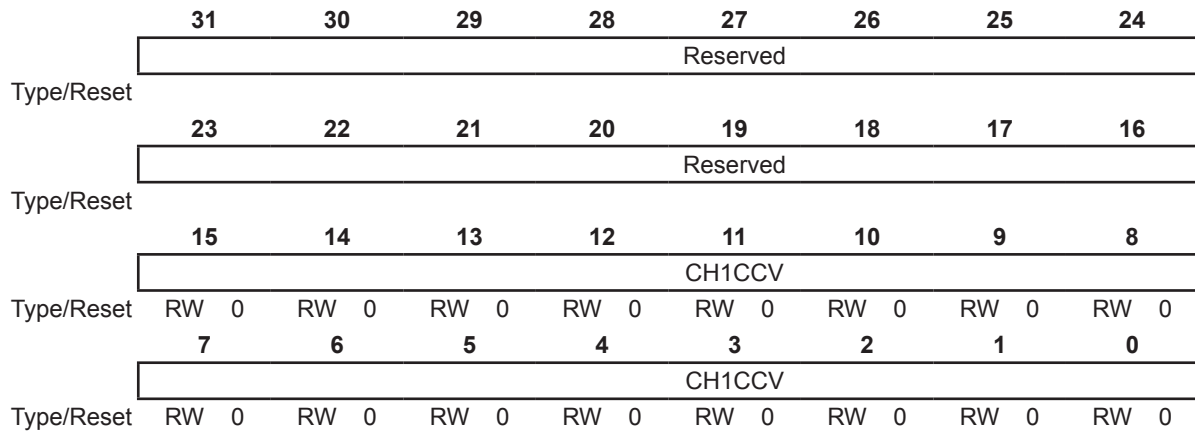 31 30 29 28 27 26 25 24
Reserved
Type/Reset
23 22 21 20 19 18 17 16
Reserved
Type/Reset
15 14 13 12 11 10 9 8
CH1CCV
Type/Reset RW 0 RW 0 RW 0 RW 0 RW 0 RW 0 RW 0 RW 0
7 6 5 4 3 2 1 0
CH1CCV
Type/Reset RW 0 RW 0 RW 0 RW 0 RW 0 RW 0 RW 0 RW 0